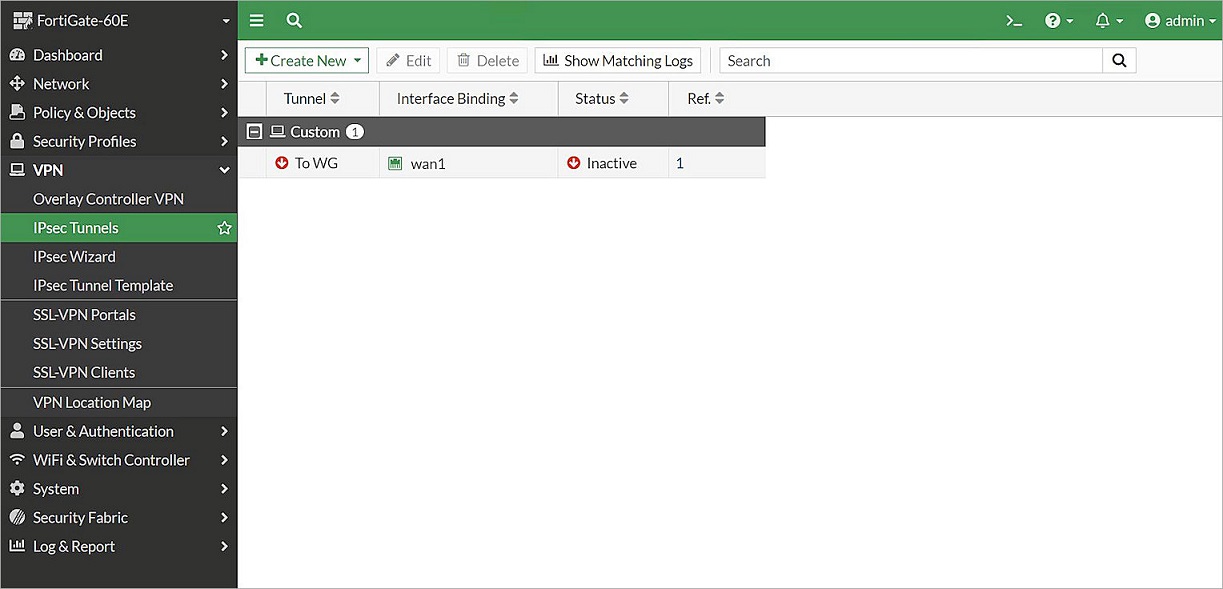 FortiGate-60E
admin
Dashboard
Network
Policy & Objects
Security Profiles
VPN
Overlay Controller VPN
IPsec Tunnels
IPsec Wizard
IPsec Tunnel Template
SSL-VPN Portals
SSL-VPN Settings
SSL-VPN Clients
VPN Location Map
User & Authentication
WiFi & Switch Controller
System
Security Fabric
Log & Report
+Create New Edit Delete Show Matching Logs Search
Tunnel Interface Binding Status Ref.
Custom 1
To WG wan1 Inactive 1